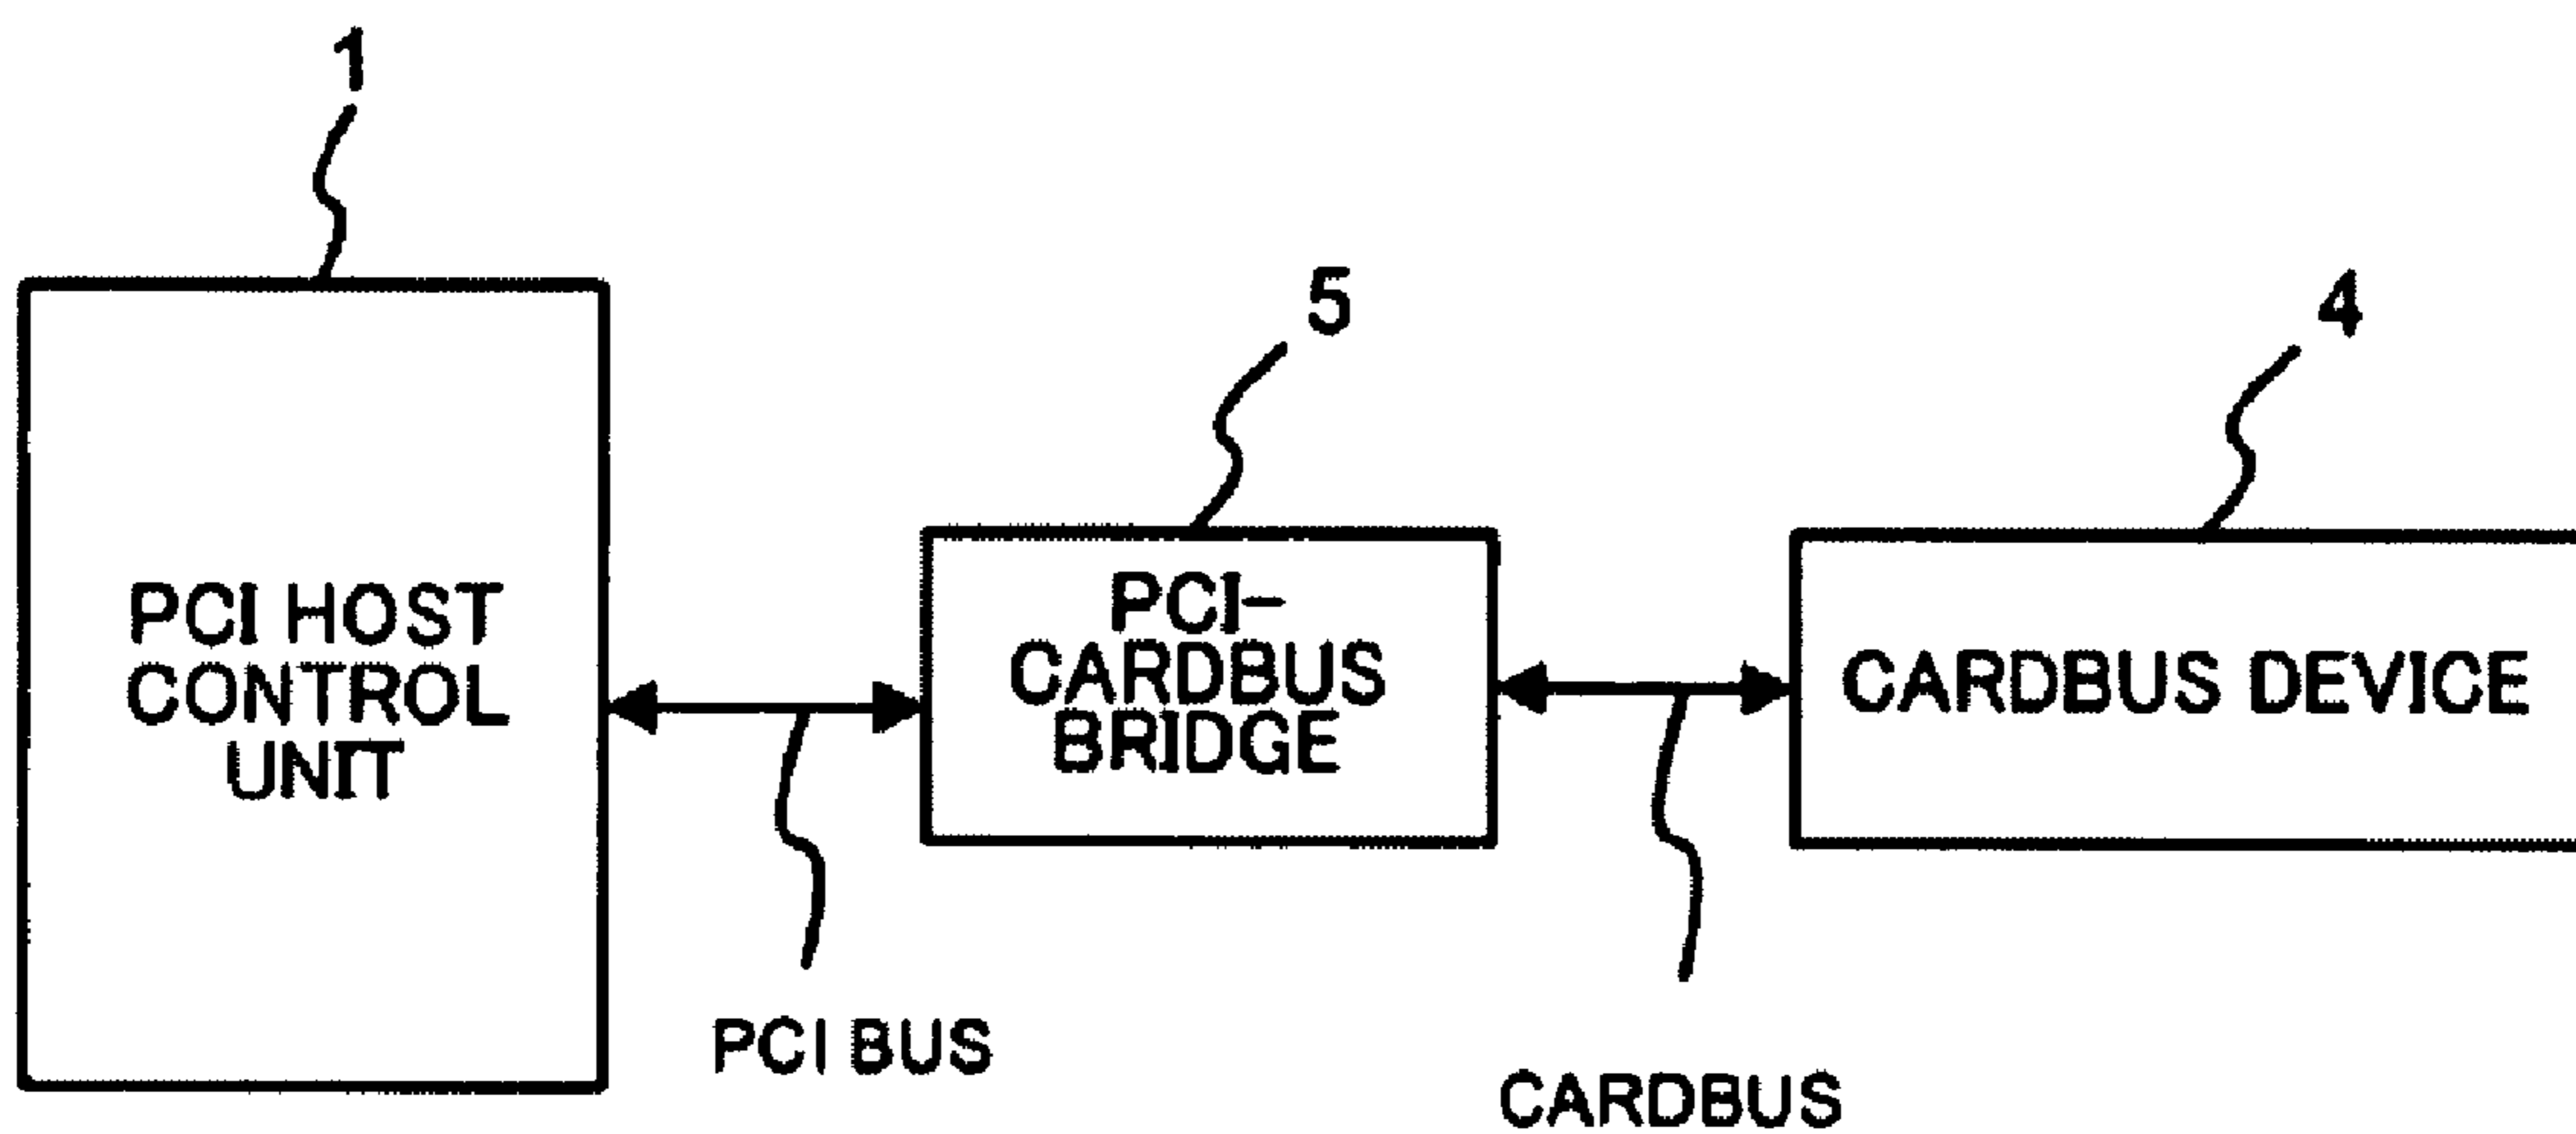 1
5
4
PCI HOST
CONTROL
UNIT
PCI-
CARDBUS
BRIDGE
CARDBUS DEVICE
PCI BUS
CARDBUS